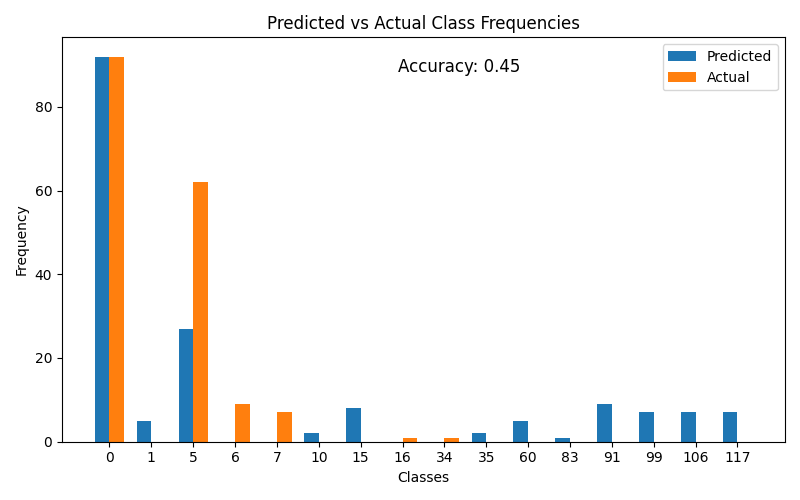 Predicted vs Actual Class Frequencies
Accuracy: 0.45
Predicted
Actual
Frequency
80
60
40
20
0
0 1 5 6 7 10 15 16 34 35 60 83 91 99 106 117
Classes